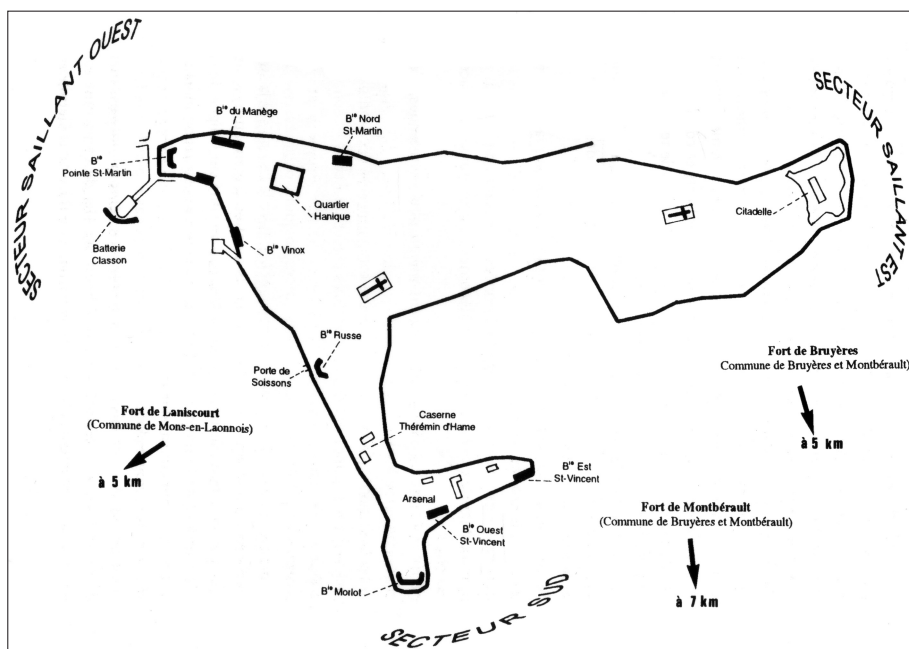 SECTEUR SAILLANT OUEST
SECTEUR SAILLANT EST
Bie du Manège
Bie Nord
St-Martin
Bie
Pointe St-Martin
Quartier
Hanique
Citadelle
Batterie
Classon
Bie Vinox
Bie Russe
Porte de
Soissons
Fort de Bruyères
(Commune de Bruyères et Montbérault)
à 5 km
Fort de Laniscourt
(Commune de Mons-en-Laonnois)
à 5 km
Caserne
Thérémin d'Hame
Bie Est
St-Vincent
Arsenal
Bie Ouest
St-Vincent
Fort de Montbérault
(Commune de Bruyères et Montbérault)
à 7 km
Bie Morlot
SECTEUR SUD